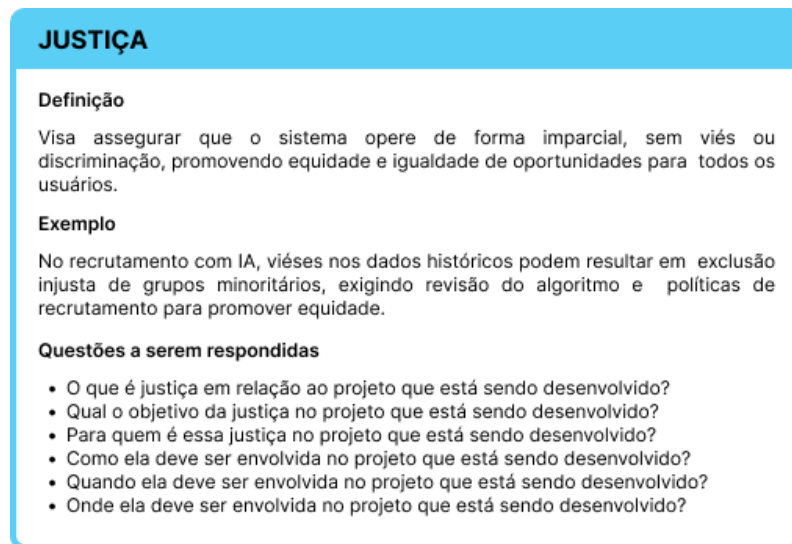 JUSTIÇA
Definição
Visa assegurar que o sistema opere de forma imparcial, sem viés ou
discriminação, promovendo equidade e igualdade de oportunidades para todos os
usuários.
Exemplo
No recrutamento com IA, viéses nos dados históricos podem resultar em exclusão
injusta de grupos minoritários, exigindo revisão do algoritmo e políticas de
recrutamento para promover equidade.
Questões a serem respondidas
• O que é justiça em relação ao projeto que está sendo desenvolvido?
• Qual o objetivo da justiça no projeto que está sendo desenvolvido?
• Para quem é essa justiça no projeto que está sendo desenvolvido?
• Como ela deve ser envolvida no projeto que está sendo desenvolvido?
• Quando ela deve ser envolvida no projeto que está sendo desenvolvido?
• Onde ela deve ser envolvida no projeto que está sendo desenvolvido?